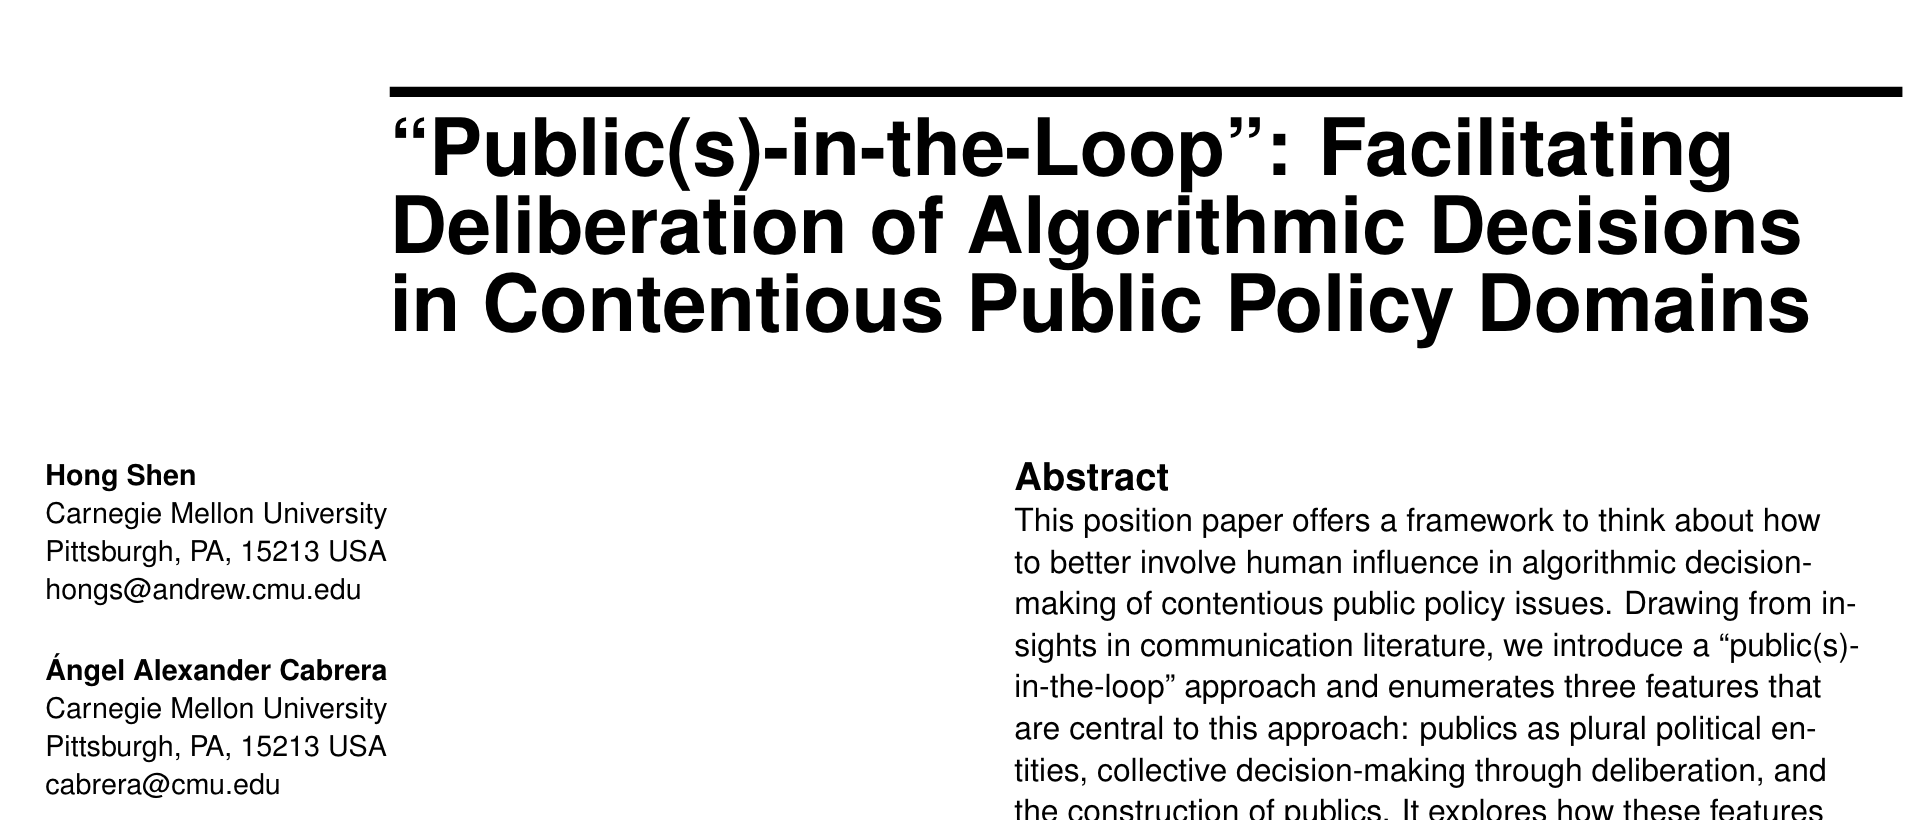 “Public(s)-in-the-Loop”: Facilitating
Deliberation of Algorithmic Decisions
in Contentious Public Policy Domains
Hong Shen
Carnegie Mellon University
Pittsburgh, PA, 15213 USA
hongs@andrew.cmu.edu
Ángel Alexander Cabrera
Carnegie Mellon University
Pittsburgh, PA, 15213 USA
cabrera@cmu.edu
Abstract
This position paper offers a framework to think about how
to better involve human influence in algorithmic decision-
making of contentious public policy issues. Drawing from in-
sights in communication literature, we introduce a “public(s)-
in-the-loop” approach and enumerates three features that
are central to this approach: publics as plural political en-
tities, collective decision-making through deliberation, and
the construction of publics. It explores how these features